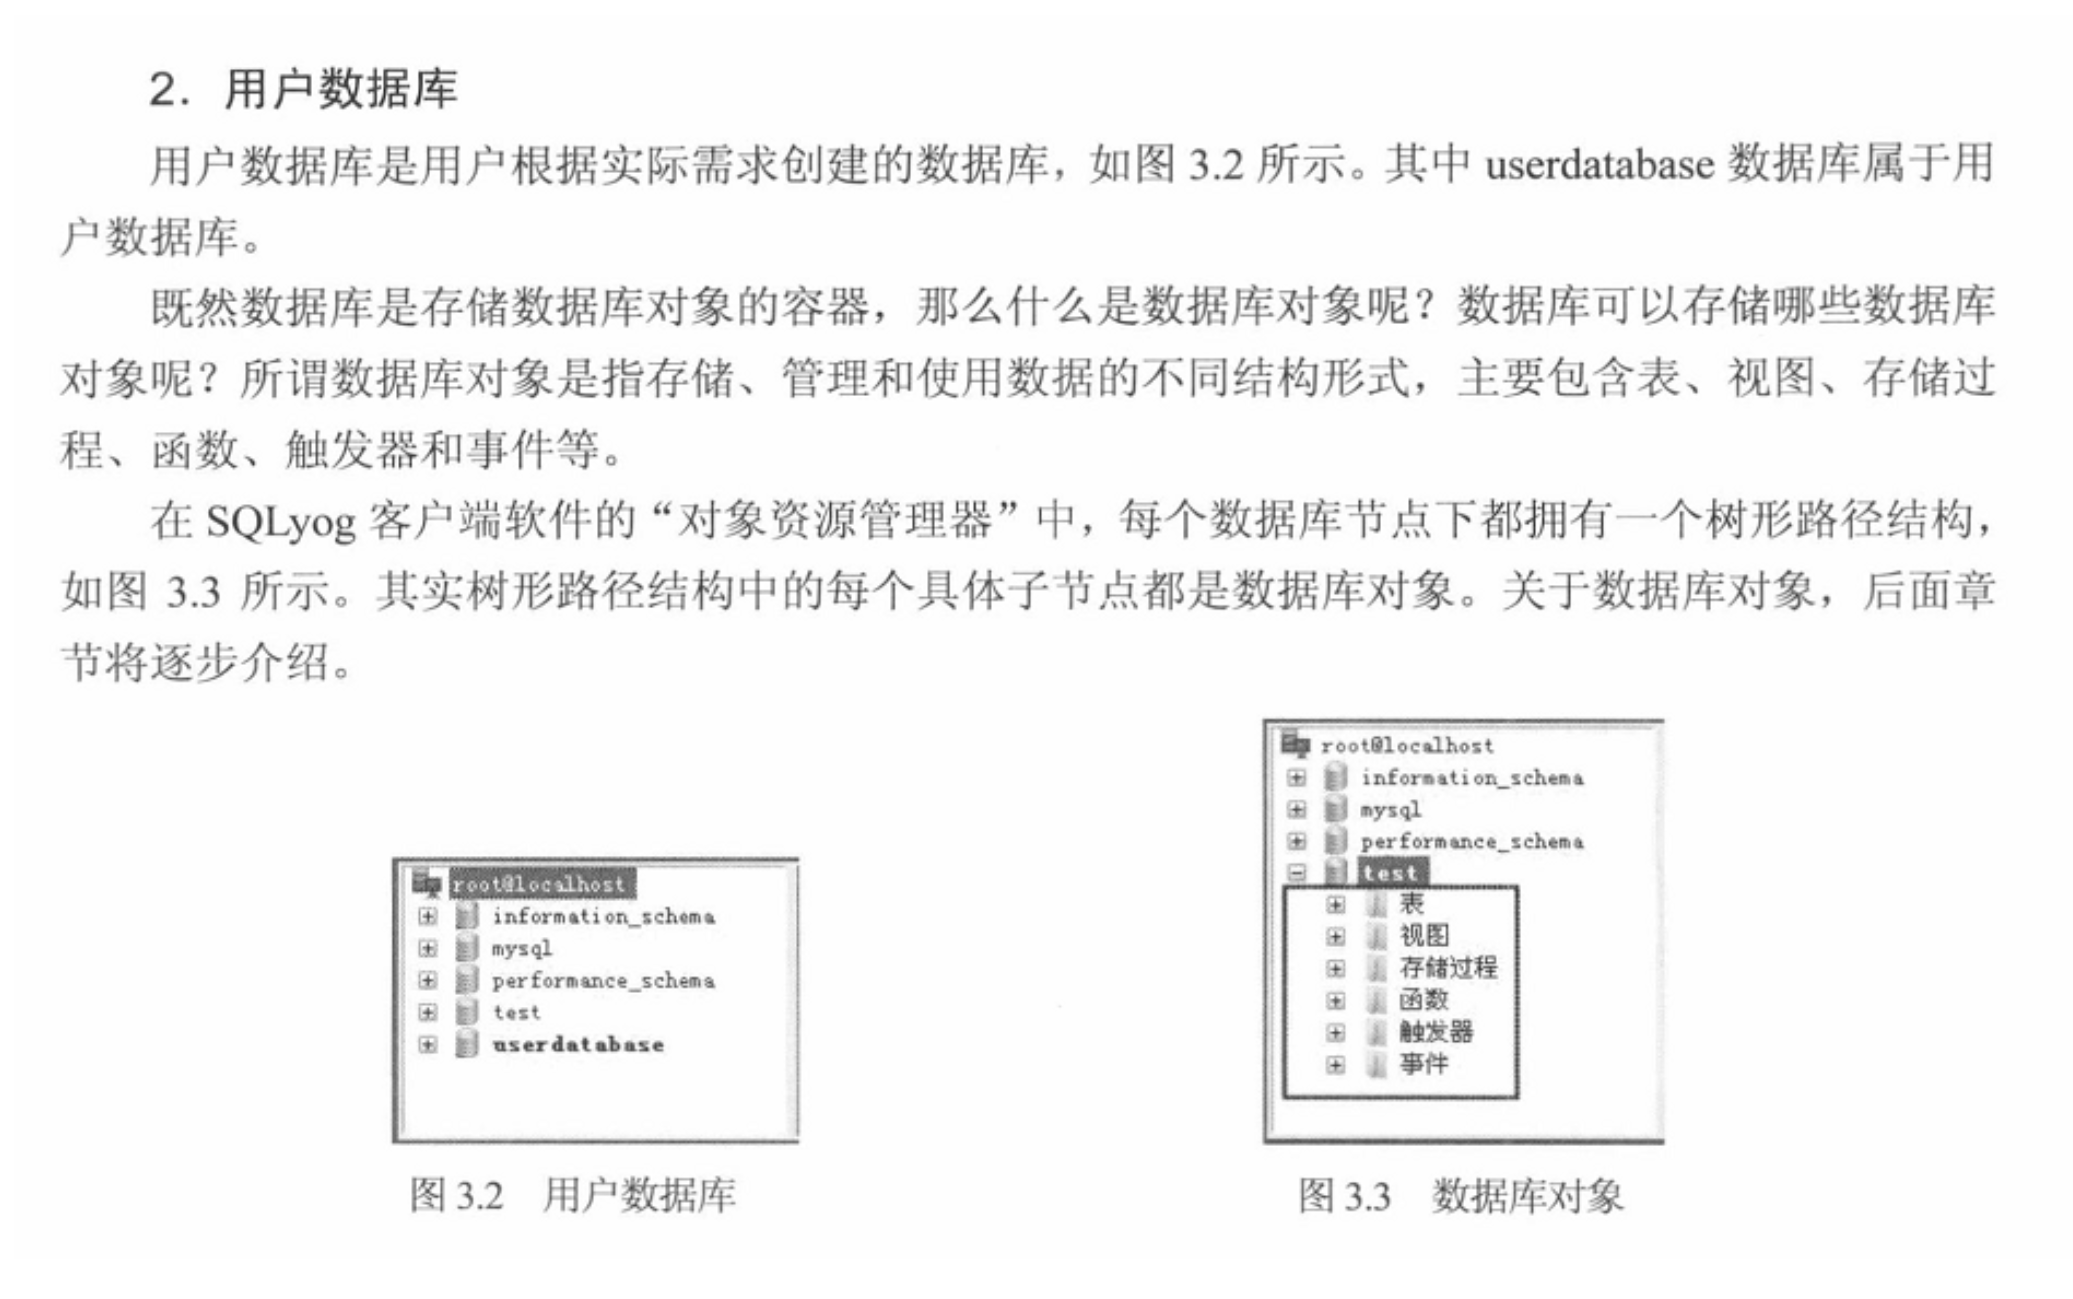 2. 用户数据库
用户数据库是用户根据实际需求创建的数据库，如图 3.2 所示。其中 userdatabase 数据库属于用
户数据库。
既然数据库是存储数据库对象的容器，那么什么是数据库对象呢？数据库可以存储哪些数据库
对象呢？所谓数据库对象是指存储、管理和使用数据的不同结构形式，主要包含表、视图、存储过
程、函数、触发器和事件等。
在 SQLyog 客户端软件的“对象资源管理器”中，每个数据库节点下都拥有一个树形路径结构，
如图 3.3 所示。其实树形路径结构中的每个具体子节点都是数据库对象。关于数据库对象，后面章
节将逐步介绍。
root@localhost
information_schema
mysql
performance_schema
test
userdatabase
图 3.2 用户数据库
root@localhost
information_schema
mysql
performance_schema
test
表
视图
存储过程
函数
触发器
事件
图 3.3 数据库对象